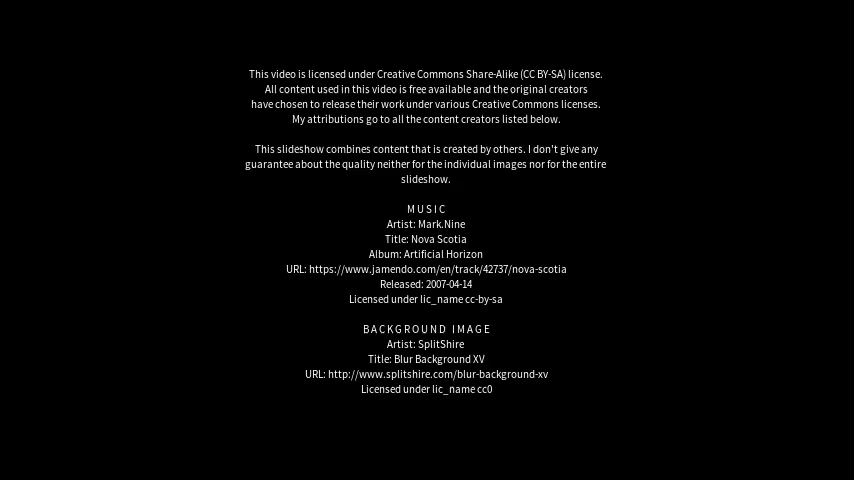 This video is licensed under Creative Commons Share-Alike (CC BY-SA) license.
All content used in this video is free available and the original creators
have chosen to release their work under various Creative Commons licenses.
My attributions go to all the content creators listed below.
This slideshow combines content that is created by others. I don't give any
guarantee about the quality neither for the individual images nor for the entire
slideshow.
MUSIC
Artist: Mark.Nine
Title: Nova Scotia
Album: Artificial Horizon
URL: https://www.jamendo.com/en/track/42737/nova-scotia
Released: 2007-04-14
Licensed under lic_name cc-by-sa
BACKGROUND IMAGE
Artist: SplitShire
Title: Blur Background XV
URL: http://www.splitshire.com/blur-background-xv
Licensed under lic_name cc0